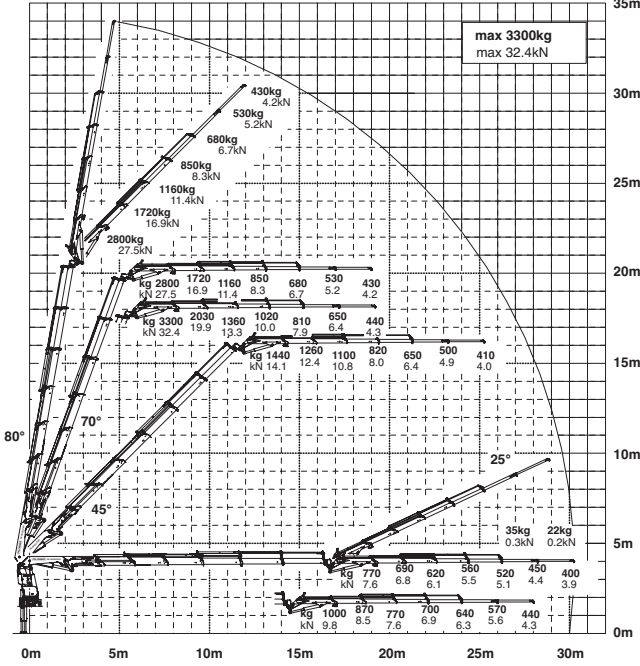 35m
max 3300kg
max 32.4kN
30m
430kg
4.2kN
530kg
5.2kN
680kg
6.7kN
850kg
8.3kN
25m
1160kg
11.4kN
1720kg
16.9kN
2800kg
27.5kN
20m
kg 2800 1720 1160 850 680 530 430
kN 27.5 16.9 11.4 8.3 6.7 5.2 4.2
kg 3300 2030 1360 1020 810 650 440
kN 32.4 19.9 13.3 10.0 7.9 6.4 4.3
15m
kg 1440 1260 1100 820 650 500 410
kN 14.1 12.4 10.8 8.0 6.4 4.9 4.0
80°
70°
10m
25°
45°
35kg 22kg
0.3kN 0.2kN
5m
kg 770 690 620 560 520 450 400
kN 7.6 6.8 6.1 5.5 5.1 4.4 3.9
kg 1000 870 770 700 640 570 440
kN 9.8 8.5 7.6 6.9 6.3 5.6 4.3
0m
0m 5m 10m 15m 20m 25m 30m